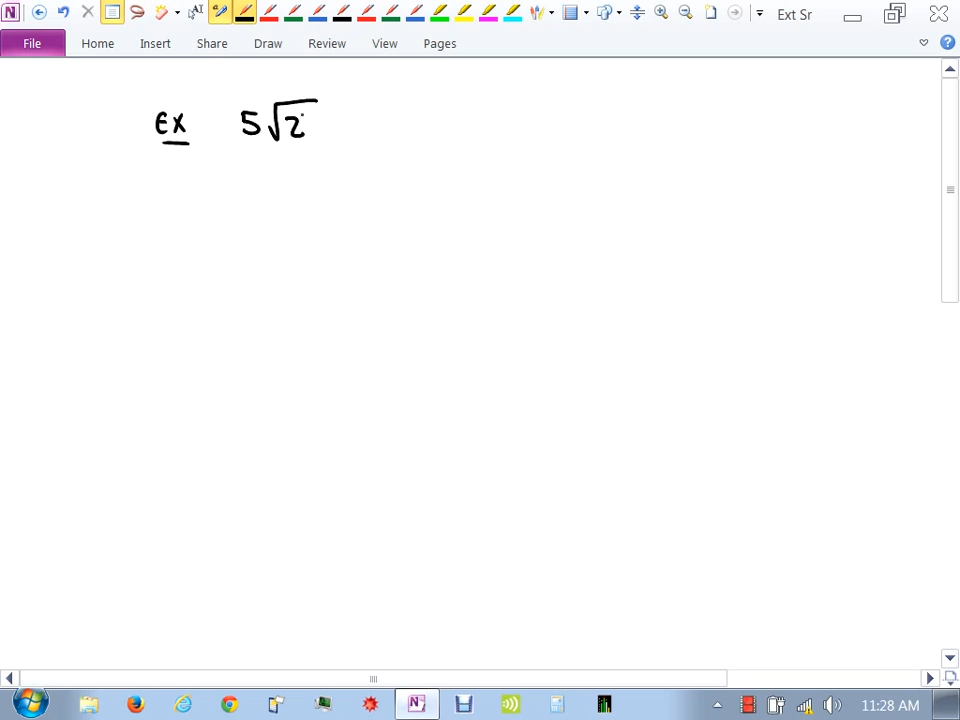 Ext Sr
File Home Insert Share Draw Review View Pages
ex 5√2
11:28 AM